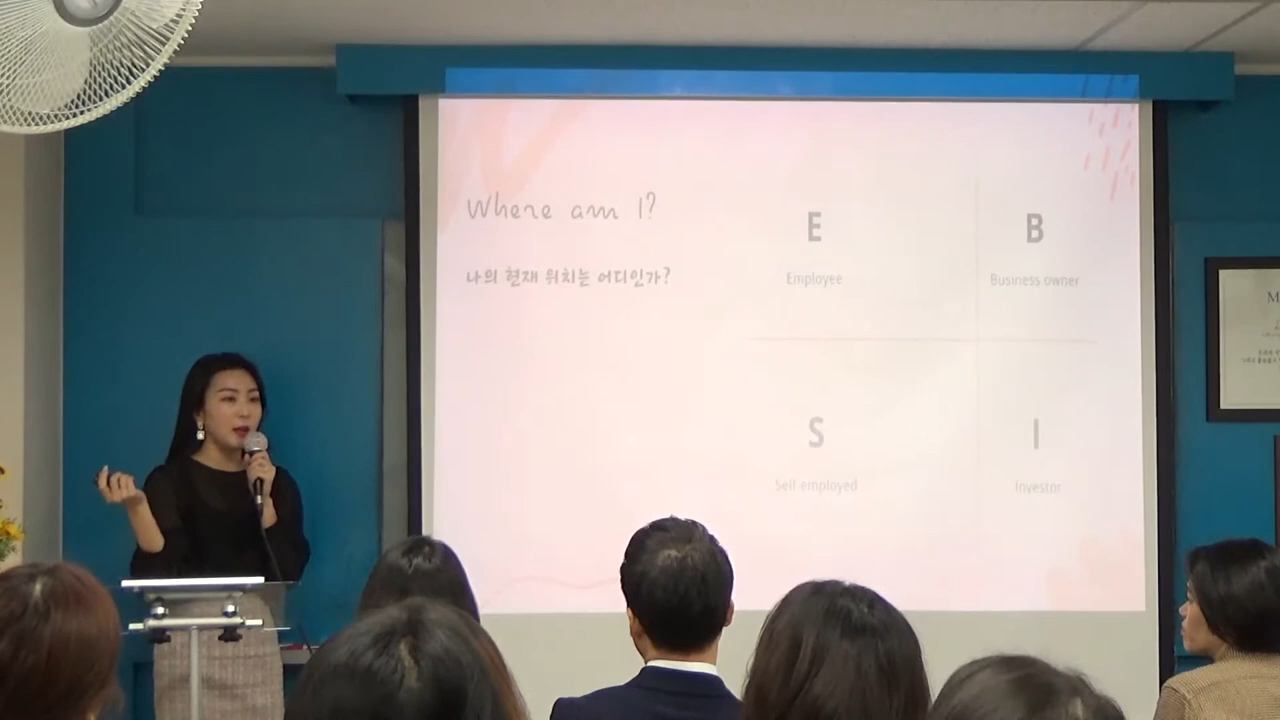 Where am I?
나의 현재 위치는 어디인가?
E
Employee
B
Business owner
S
Self employed
I
Investor
M